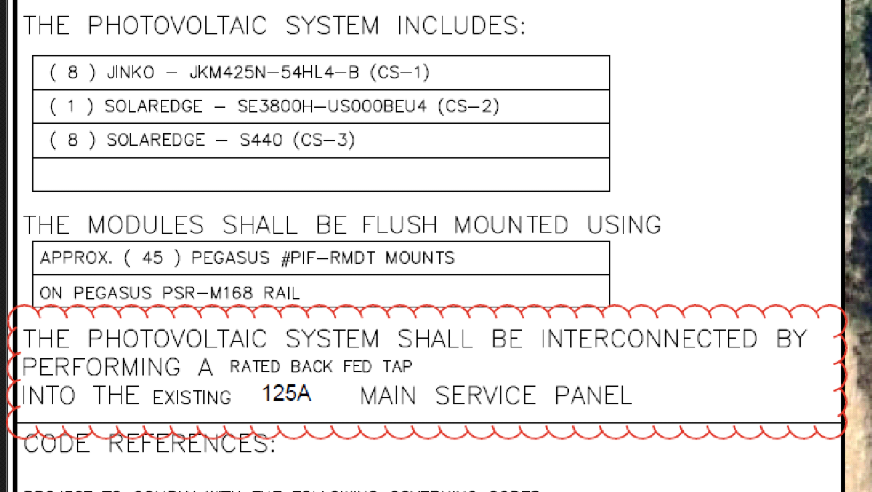 THE PHOTOVOLTAIC SYSTEM INCLUDES:
( 8 ) JINKO - JKM425N-54HL4-B (CS-1)
( 1 ) SOLAREDGE - SE3800H-US000BEU4 (CS-2)
( 8 ) SOLAREDGE - S440 (CS-3)
THE MODULES SHALL BE FLUSH MOUNTED USING
APPROX. ( 45 ) PEGASUS #PIF-RMDT MOUNTS
ON PEGASUS PSR-M168 RAIL
THE PHOTOVOLTAIC SYSTEM SHALL BE INTERCONNECTED BY
PERFORMING A RATED BACK FED TAP
INTO THE EXISTING 125A MAIN SERVICE PANEL
CODE REFERENCES: